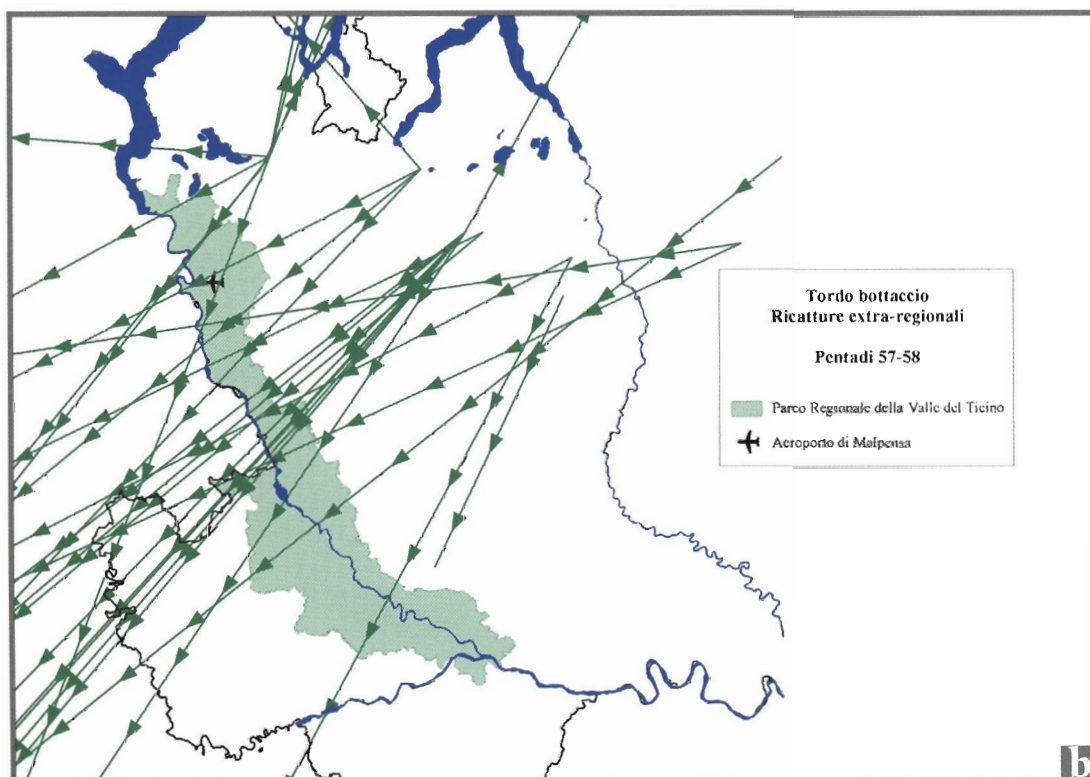 Tordo bottaccio
Ricatture extra-regionali
Pentadi 57-58
Parco Regionale della Valle del Ticino
Aeroporto di Malpensa
b